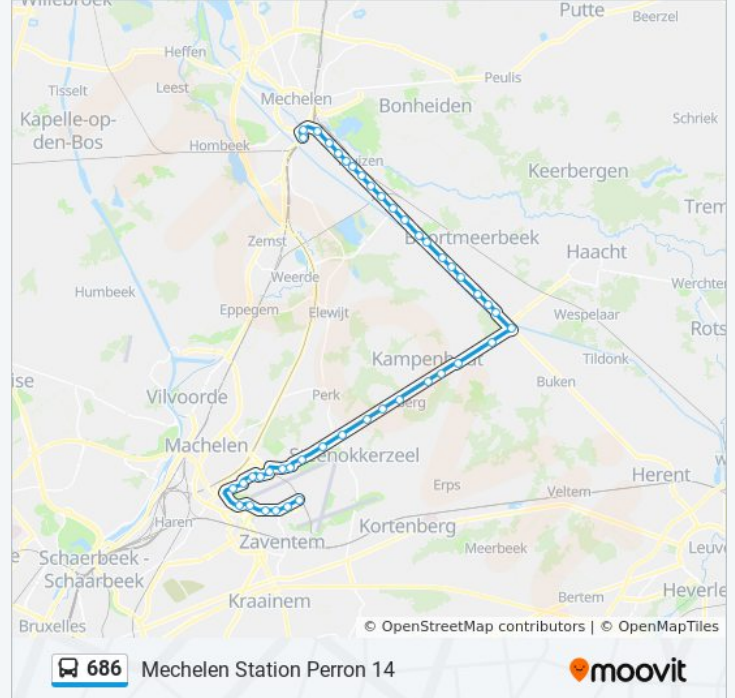 Willebroek
Putte
Beerzel
Heffen
Peulis
Tisselt
Leest
Mechelen
Bonheiden
Kapelle-op-
den-Bos
Schriek
Hombeek
Keerbergen
Trem
Zemst
Boortmeerbeek
Haacht
Weerde
Humbeek
Werchter
Eppegem
Elewijt
Wespelaar
Rots
Kampenhout
Tildonk
ise
Buken
Vilvoorde
Perk
berg
Machelen
Steenokkerzeel
Herent
Erps
Veltem
Haren
Kortenberg
Zaventem
Meerbeek
Leuv
Schaerbeek -
Schaarbeek
Heverle
Kraainem
Bertem
Bruxelles
© OpenStreetMap contributors | © OpenMapTiles
686 Mechelen Station Perron 14
moovit